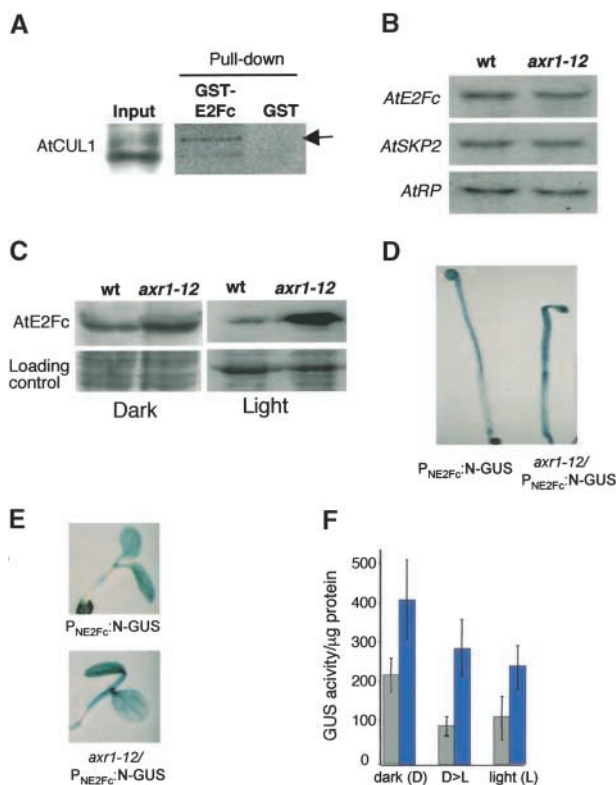 A
Pull-down
GST-
E2Fc
GST
Input
AtCUL1
B
wt axr1-12
AtE2Fc
AtSKP2
AtRP
C
wt axr1-12 wt axr1-12
AtE2Fc
Loading
control
Dark Light
D
PNE2Fc:N-GUS
axr1-12/
PNE2Fc:N-GUS
E
PNE2Fc:N-GUS
axr1-12/
PNE2Fc:N-GUS
F
GUS acivity/µg protein
500
400
300
200
100
0
dark (D) D>L light (L)